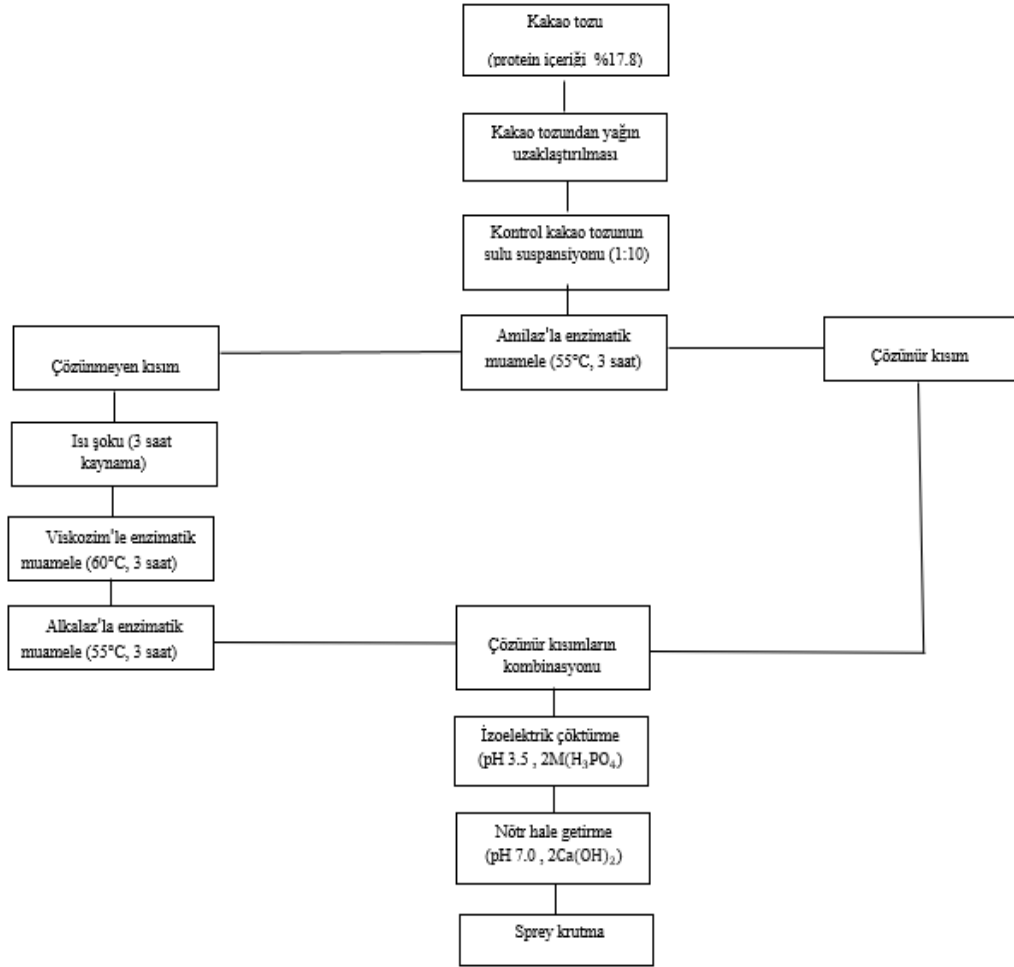 Kakao tozu
(protein içeriği %17.8)
Kakao tozundan yağın
uzaklaştırılması
Kontrol kakao tozunun
sulu suspansiyonu (1:10)
Amilaz'la enzimatik
muamele (55°C, 3 saat)
Çözünmeyen kısım
Çözünür kısım
Isı şoku (3 saat
kaynama)
Viskozim'le enzimatik
muamele (60°C, 3 saat)
Alkalaz'la enzimatik
muamele (55°C, 3 saat)
Çözünür kısımların
kombinasyonu
İzoelektrik çöktürme
(pH 3.5 , 2M(H₃PO₄)
Nötr hale getirme
(pH 7.0 , 2Ca(OH)₂)
Sprey krutma